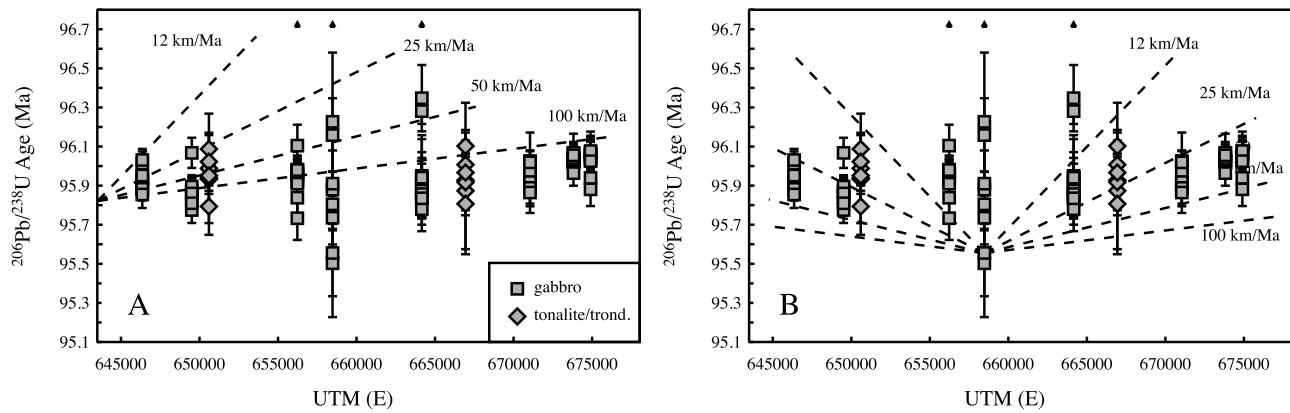 96.7
96.5
96.3
96.1
95.9
95.7
95.5
95.3
95.1
206Pb/238U Age (Ma)
12 km/Ma
25 km/Ma
50 km/Ma
100 km/Ma
A
gabbro
tonalite/trond.
645000 650000 655000 660000 665000 670000 675000
UTM (E)
96.7
96.5
96.3
96.1
95.9
95.7
95.5
95.3
95.1
206Pb/238U Age (Ma)
12 km/Ma
25 km/Ma
km/Ma
100 km/Ma
B
645000 650000 655000 660000 665000 670000 675000
UTM (E)